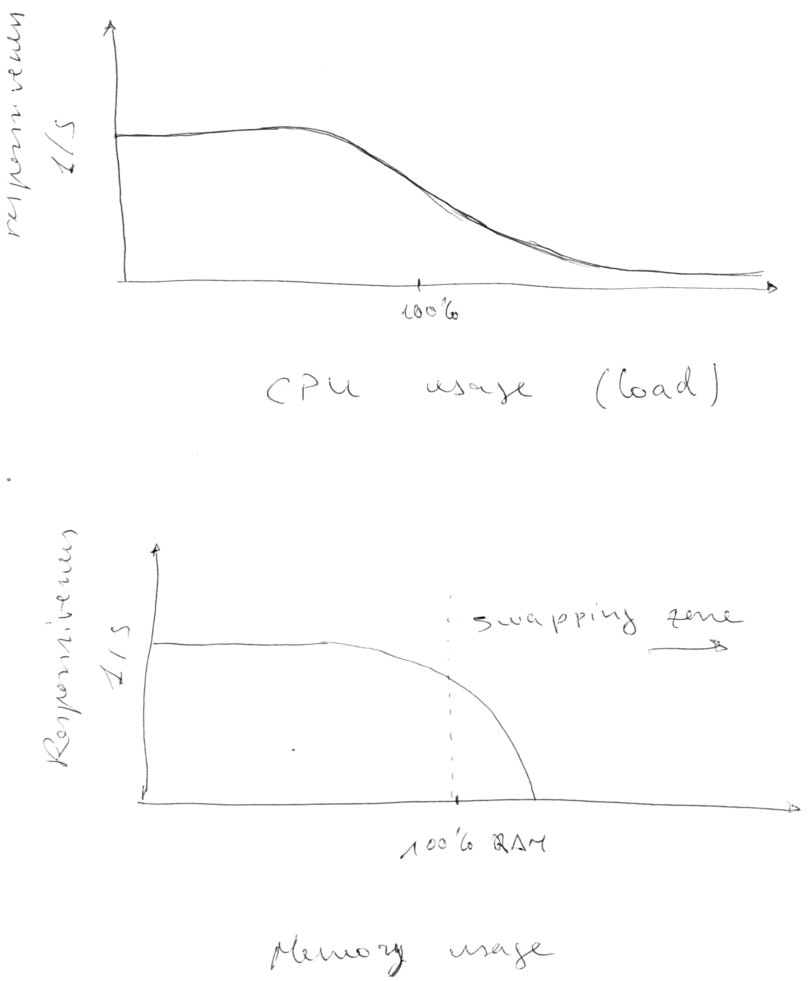 responsiveness
1/s
100%
CPU usage (load)
Responsiveness
1/s
swapping zone
100% RAM
Memory usage